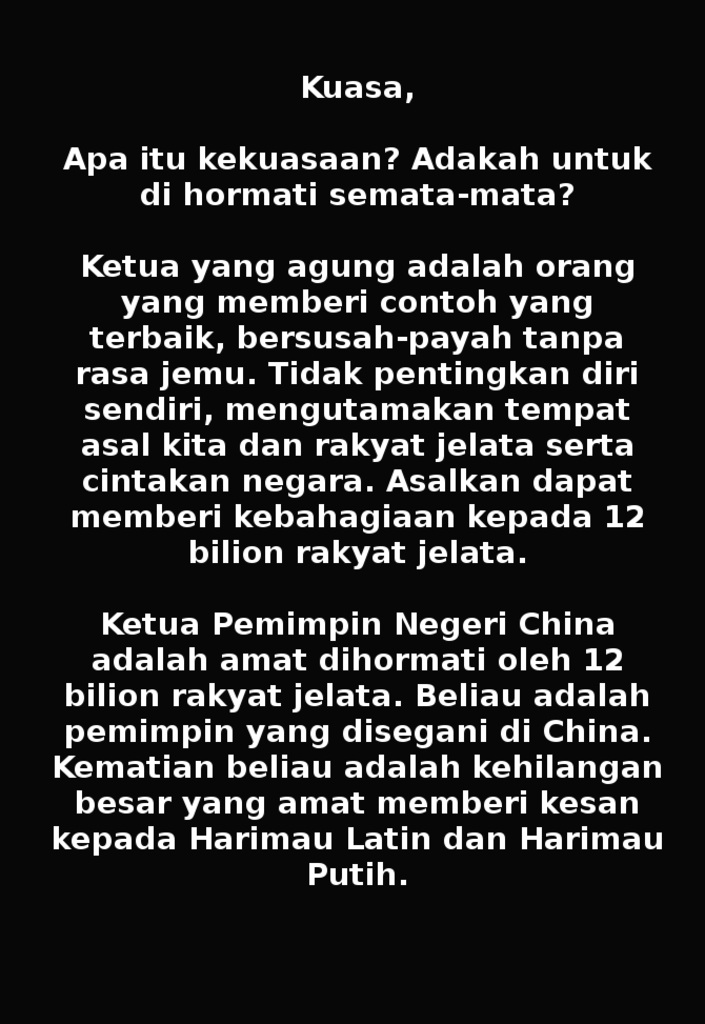 Kuasa,
Apa itu kekuasaan? Adakah untuk
di hormati semata-mata?
Ketua yang agung adalah orang
yang memberi contoh yang
terbaik, bersusah-payah tanpa
rasa jemu. Tidak pentingkan diri
sendiri, mengutamakan tempat
asal kita dan rakyat jelata serta
cintakan negara. Asalkan dapat
memberi kebahagiaan kepada 12
bilion rakyat jelata.
Ketua Pemimpin Negeri China
adalah amat dihormati oleh 12
bilion rakyat jelata. Beliau adalah
pemimpin yang disegani di China.
Kematian beliau adalah kehilangan
besar yang amat memberi kesan
kepada Harimau Latin dan Harimau
Putih.